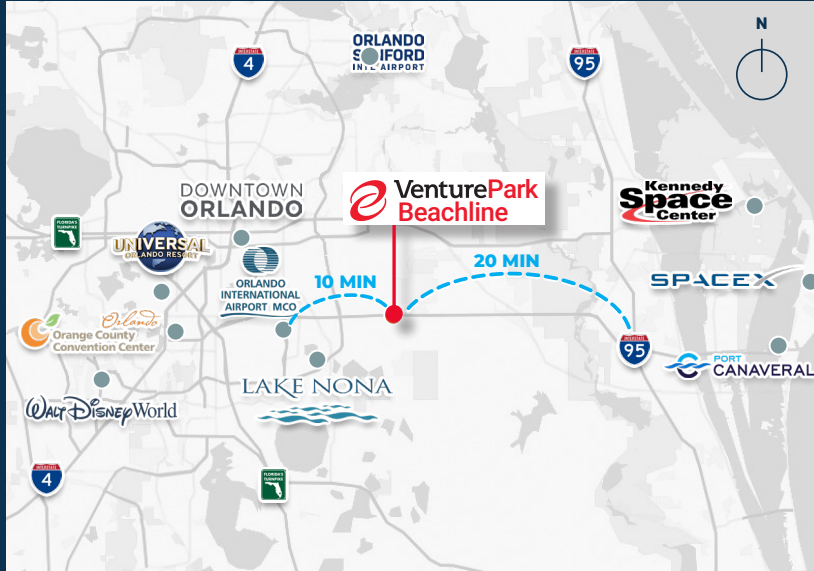 N
INTERSTATE
4
ORLANDO
SANFORD
INTL AIRPORT
INTERSTATE
95
DOWNTOWN
ORLANDO
VenturePark
Beachline
Kennedy
Space
Center
FLORIDA'S
TURNPIKE
UNIVERSAL
ORLANDO RESORT
ORLANDO
INTERNATIONAL
AIRPORT MCO
10 MIN
20 MIN
SPACEX
Orlando
Orange County
Convention Center
INTERSTATE
95
PORT
CANAVERAL
LAKE NONA
WALT DISNEY World
INTERSTATE
4
FLORIDA'S
TURNPIKE